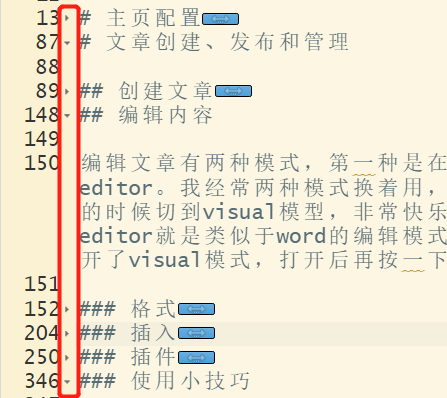 13 # 主页配置
87 # 文章创建、发布和管理
88
89 ## 创建文章
148 ## 编辑内容
149
150 编辑文章有两种模式，第一种是在
editor。我经常两种模式换着用，
的时候切到visual模型，非常快乐
editor就是类似于word的编辑模式
开了visual模式，打开后再按一下
151
152 ### 格式
204 ### 插入
250 ### 插件
346 ### 使用小技巧